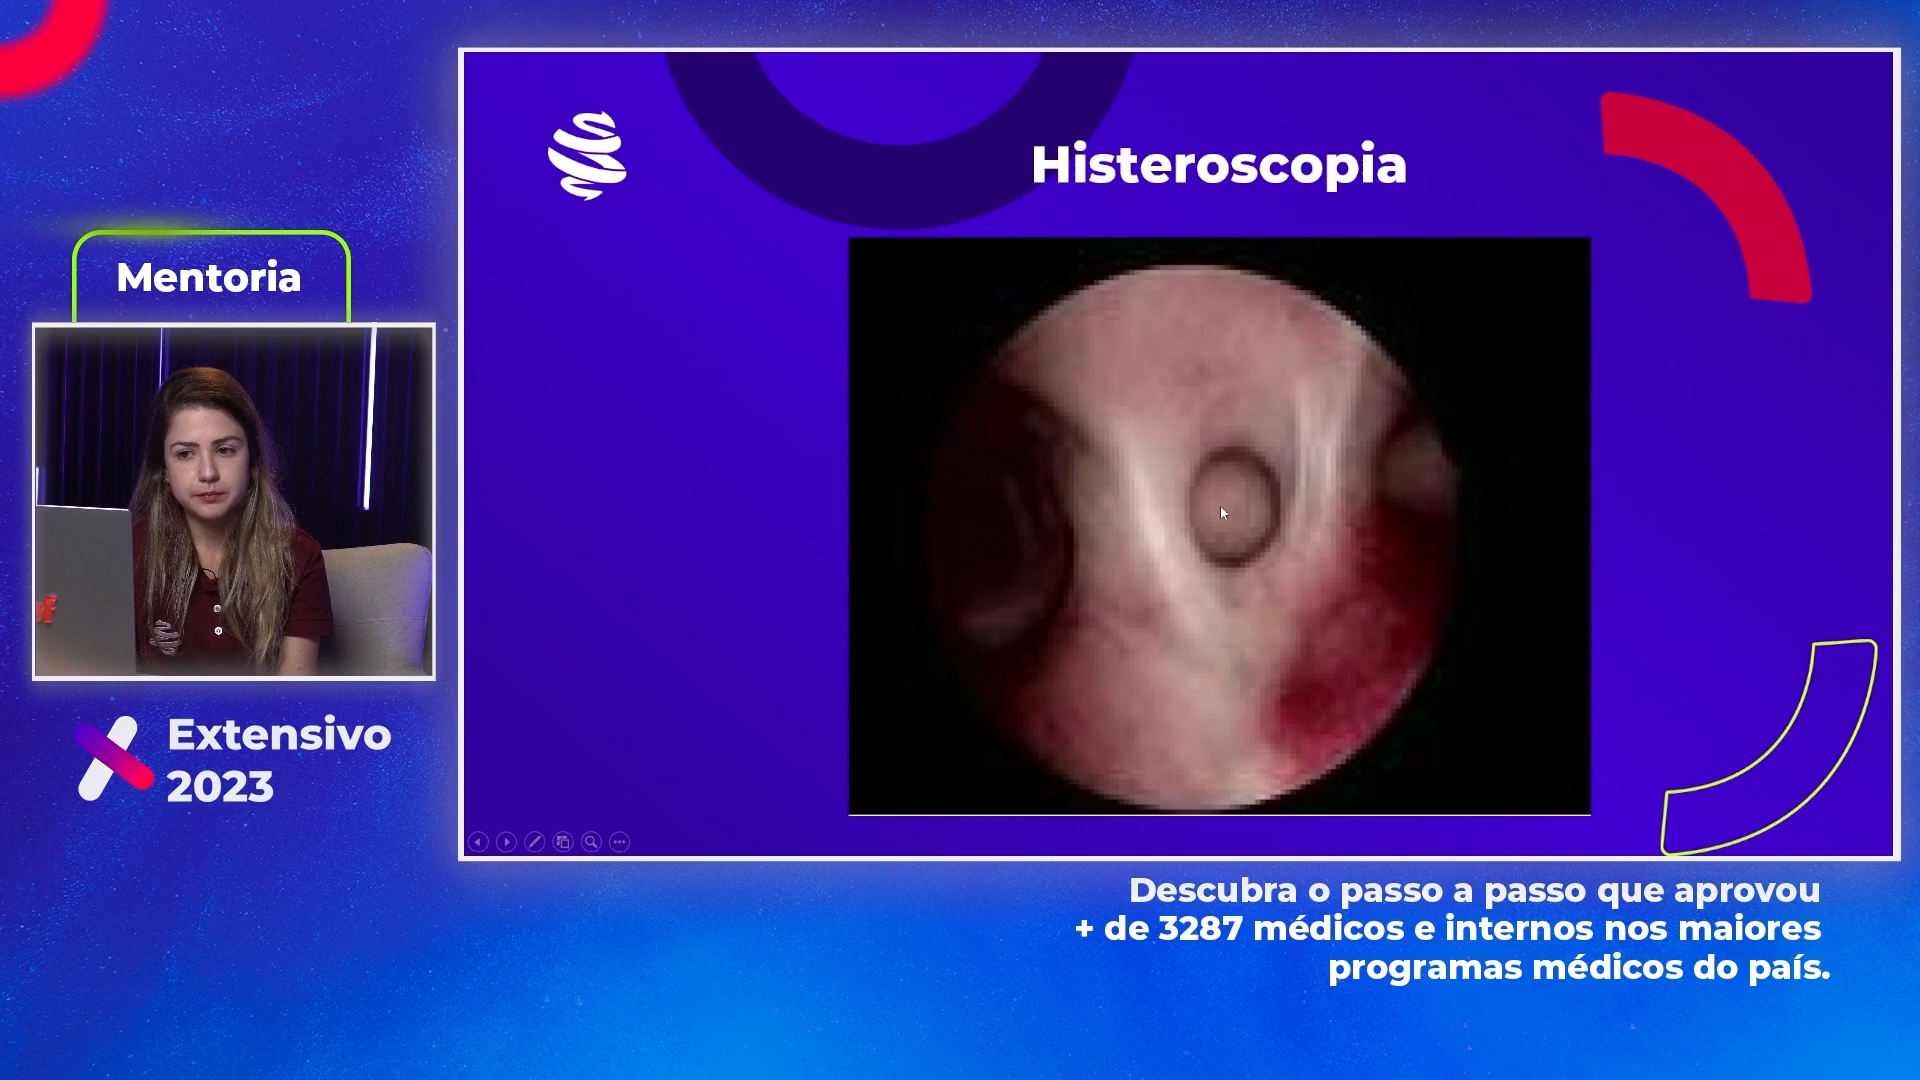 Histeroscopia
Mentoria
Extensivo
2023
Descubra o passo a passo que aprovou
+ de 3287 médicos e internos nos maiores
programas médicos do país.